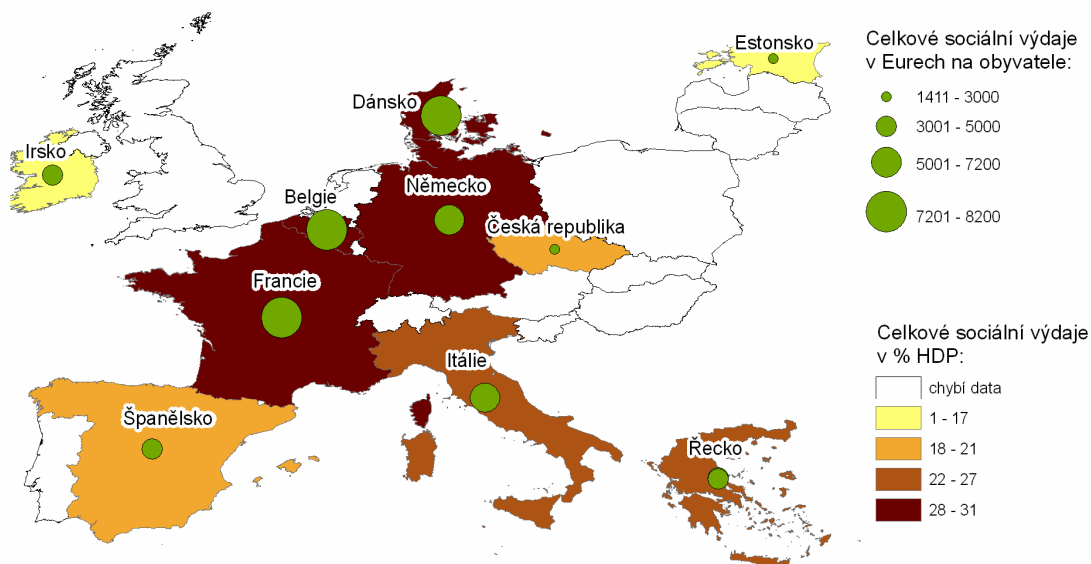 Estonsko
Dánsko
Irsko
Belgie
Německo
Česká republika
Francie
Itálie
Španělsko
Řecko
Celkové sociální výdaje
v Eurech na obyvatele:
1411 - 3000
3001 - 5000
5001 - 7200
7201 - 8200
Celkové sociální výdaje
v % HDP:
chybí data
1 - 17
18 - 21
22 - 27
28 - 31